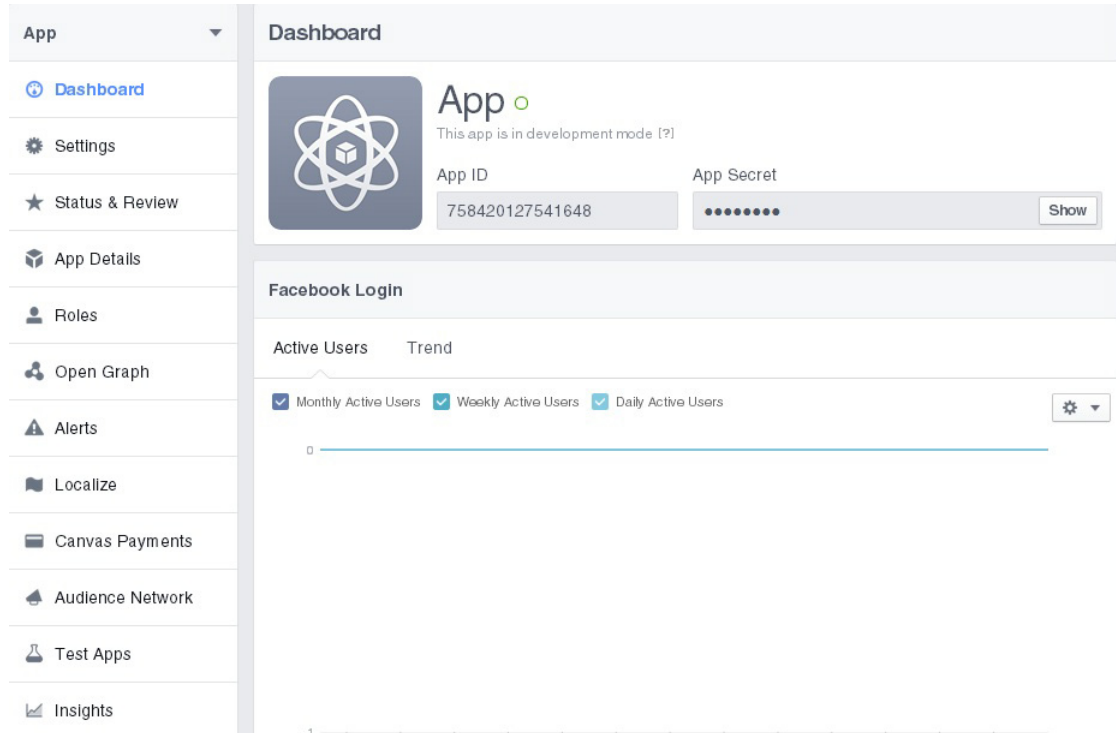 App
Dashboard
Settings
Status & Review
App Details
Roles
Open Graph
Alerts
Localize
Canvas Payments
Audience Network
Test Apps
Insights
Dashboard
App
This app is in development mode [?]
App ID
App Secret
758420127541648
••••••••
Show
Facebook Login
Active Users Trend
Monthly Active Users Weekly Active Users Daily Active Users
0
1